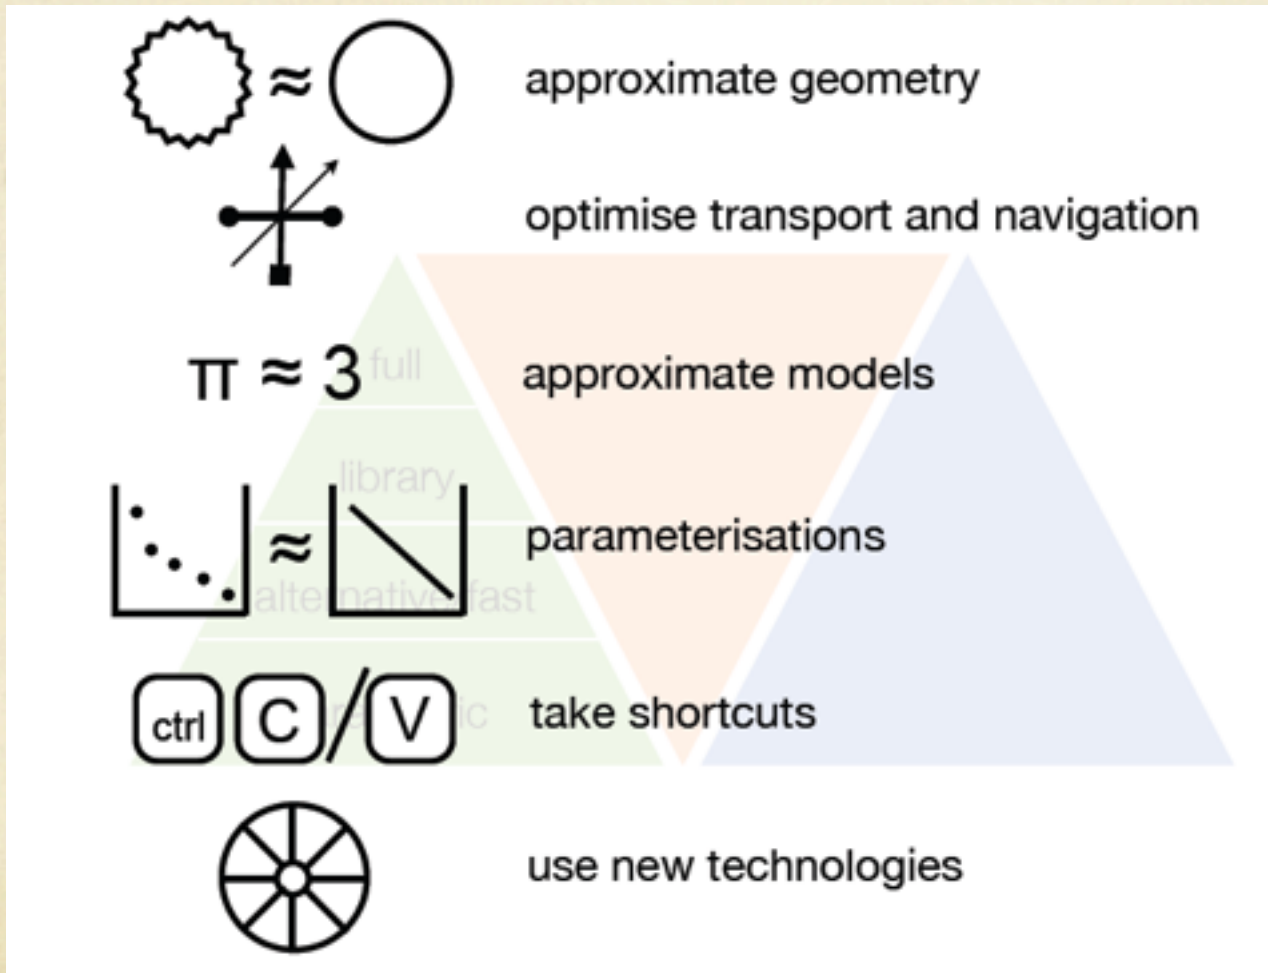 ≈ approximate geometry
optimise transport and navigation
π ≈ 3 approximate models
full
library
≈ parameterisations
alternative fast
ctrl C / V take shortcuts
use new technologies